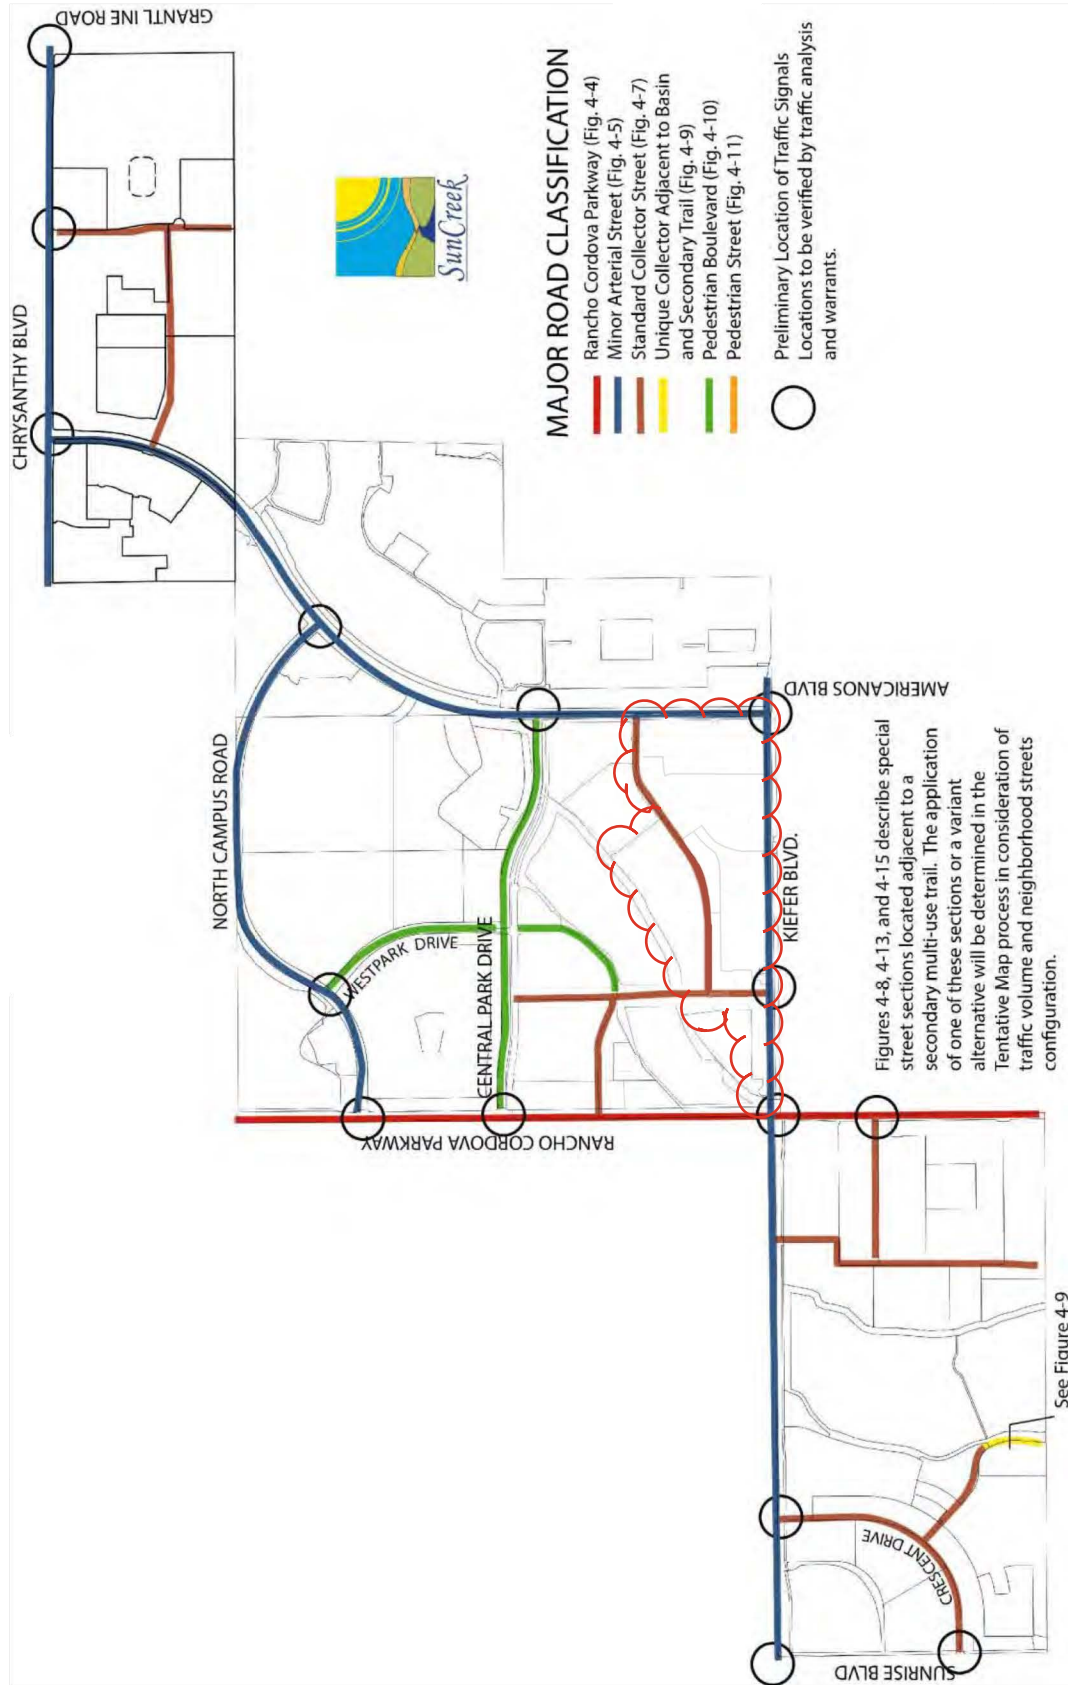 GRANTLINE ROAD
CHRYSANTHY BLVD
SunCreek
MAJOR ROAD CLASSIFICATION
Rancho Cordova Parkway (Fig. 4-4)
Minor Arterial Street (Fig. 4-5)
Standard Collector Street (Fig. 4-7)
Unique Collector Adjacent to Basin
and Secondary Trail (Fig. 4-9)
Pedestrian Boulevard (Fig. 4-10)
Pedestrian Street (Fig. 4-11)
Preliminary Location of Traffic Signals
Locations to be verified by traffic analysis
and warrants.
NORTH CAMPUS ROAD
WESTPARK DRIVE
CENTRAL PARK DRIVE
RANCHO CORDOVA PARKWAY
AMERICANOS BLVD
KIEFER BLVD.
Figures 4-8, 4-13, and 4-15 describe special
street sections located adjacent to a
secondary multi-use trail. The application
of one of these sections or a variant
alternative will be determined in the
Tentative Map process in consideration of
traffic volume and neighborhood streets
configuration.
CRESCENT DRIVE
SUNRISE BLVD
See Figure 4-9